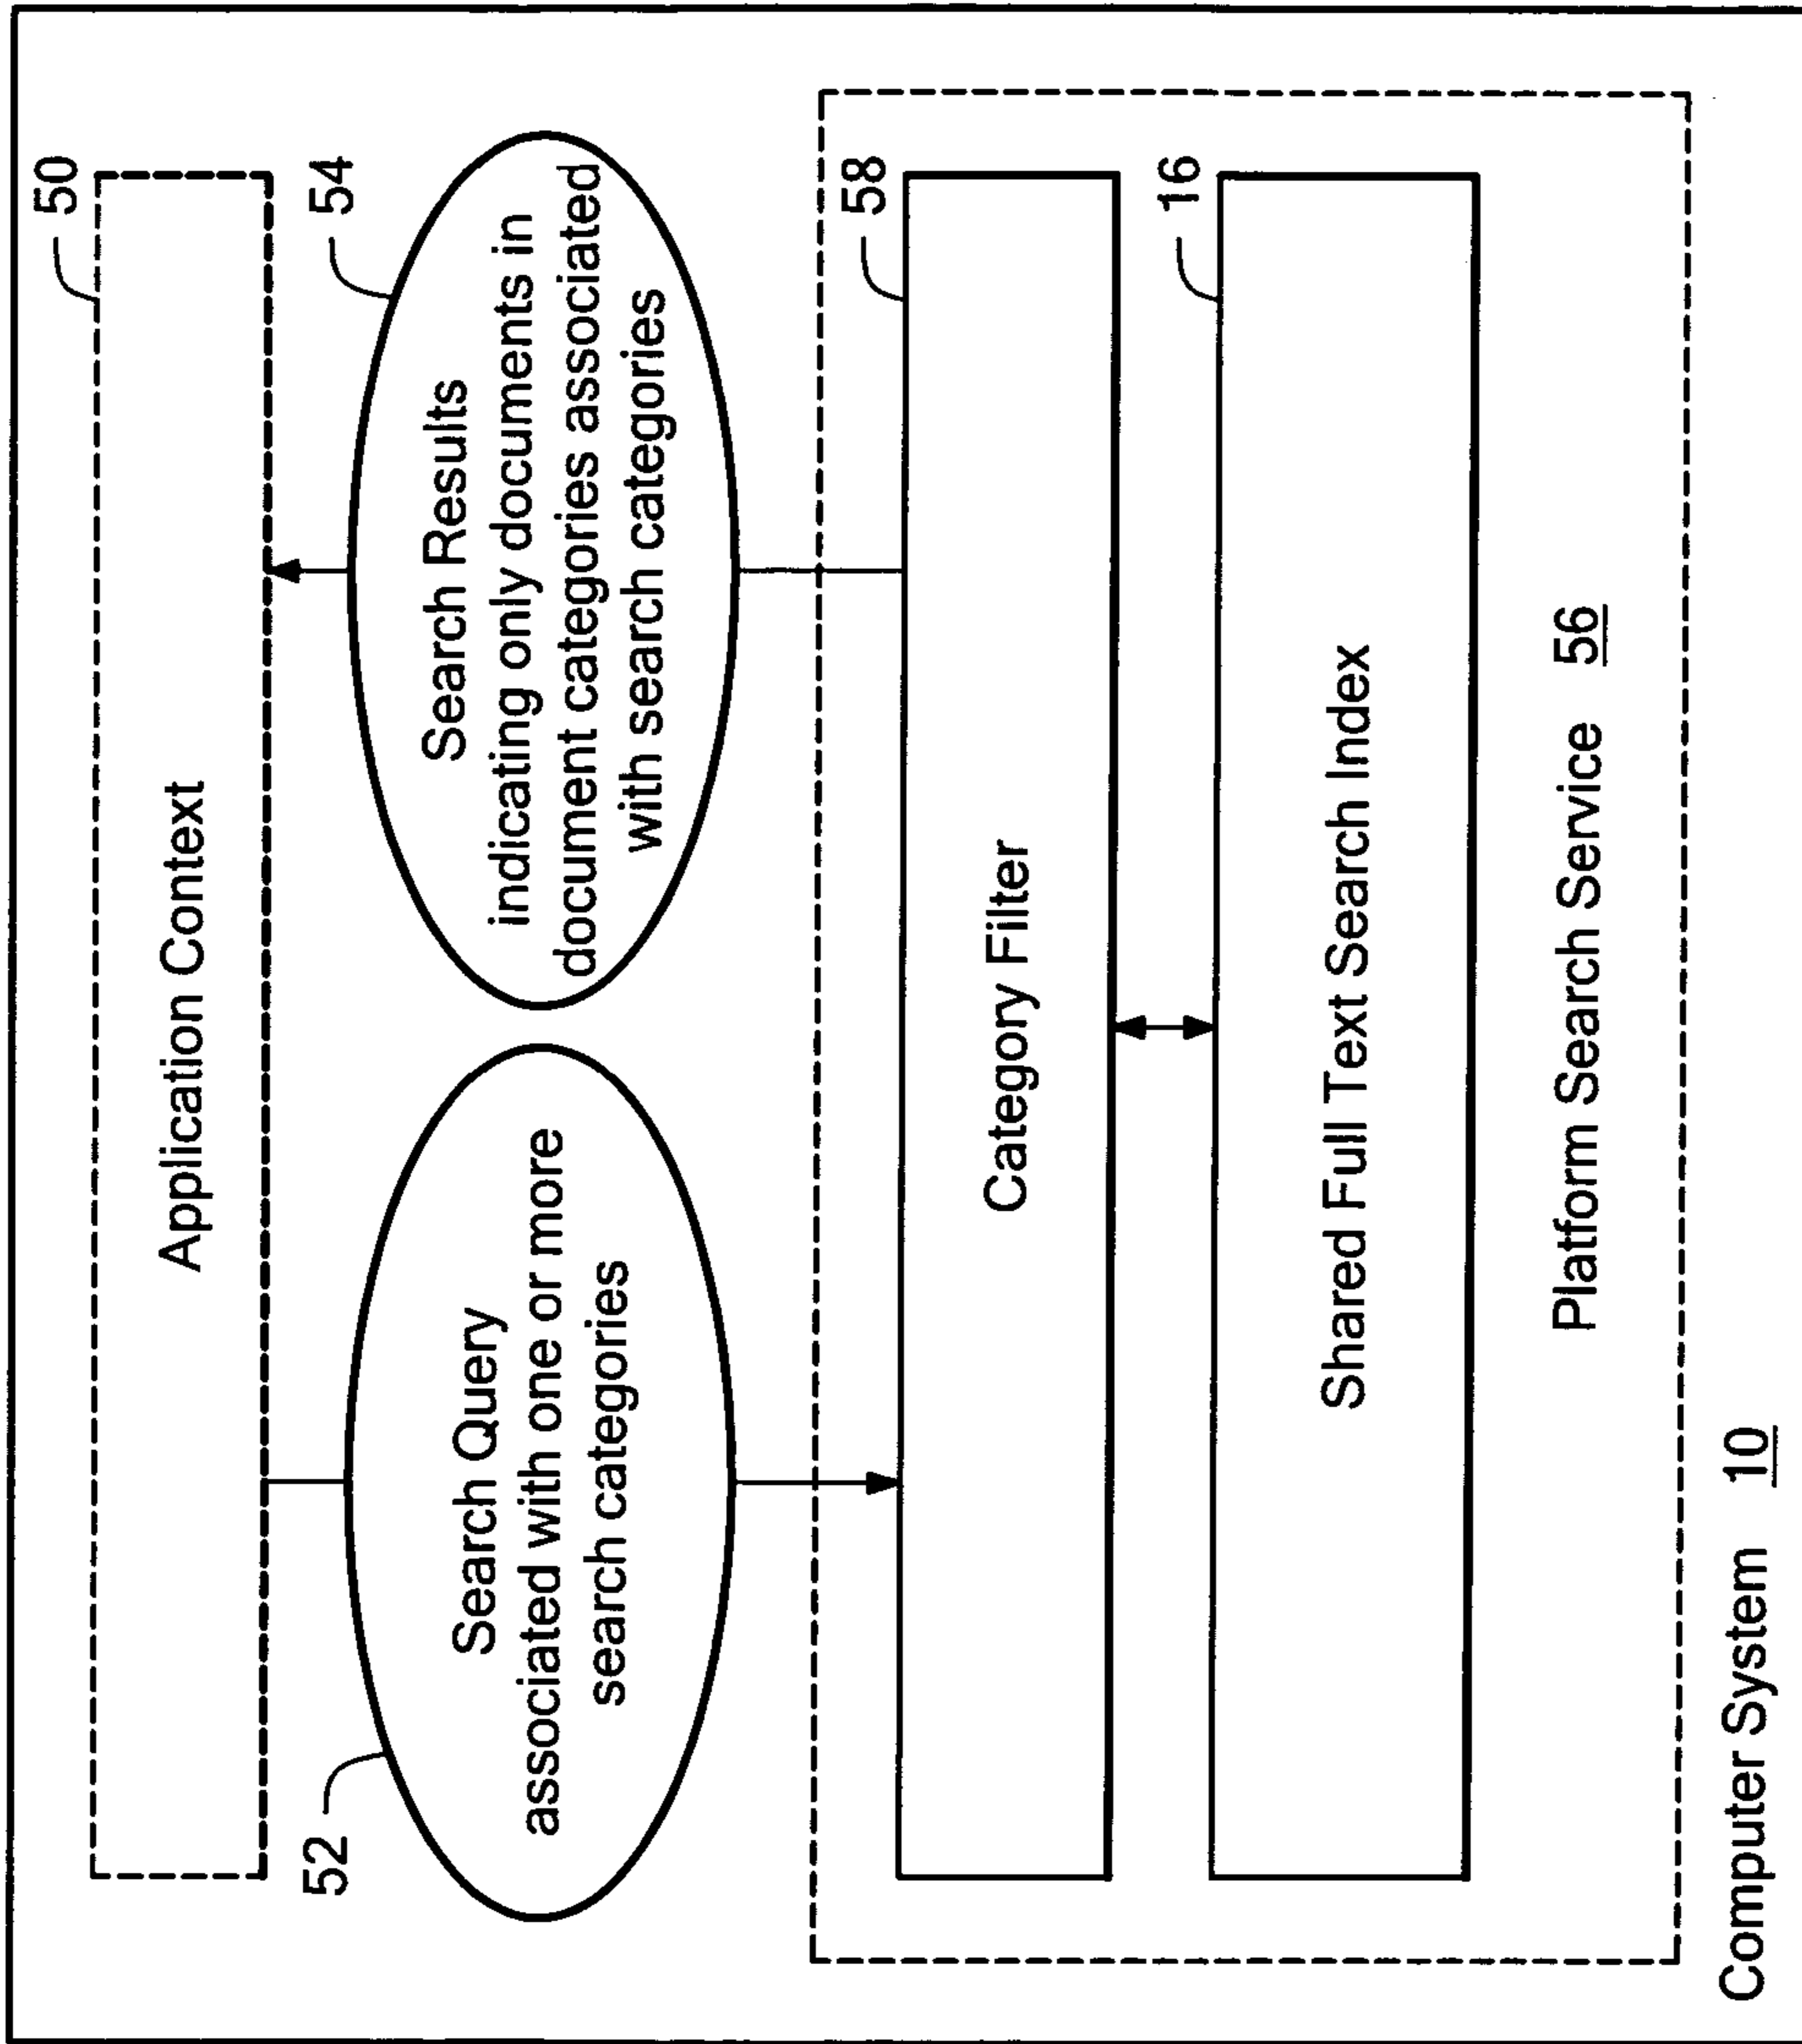 50
Application Context
52
Search Query
associated with one or more
search categories
54
Search Results
indicating only documents in
document categories associated
with search categories
58
Category Filter
16
Shared Full Text Search Index
Platform Search Service 56
Computer System 10